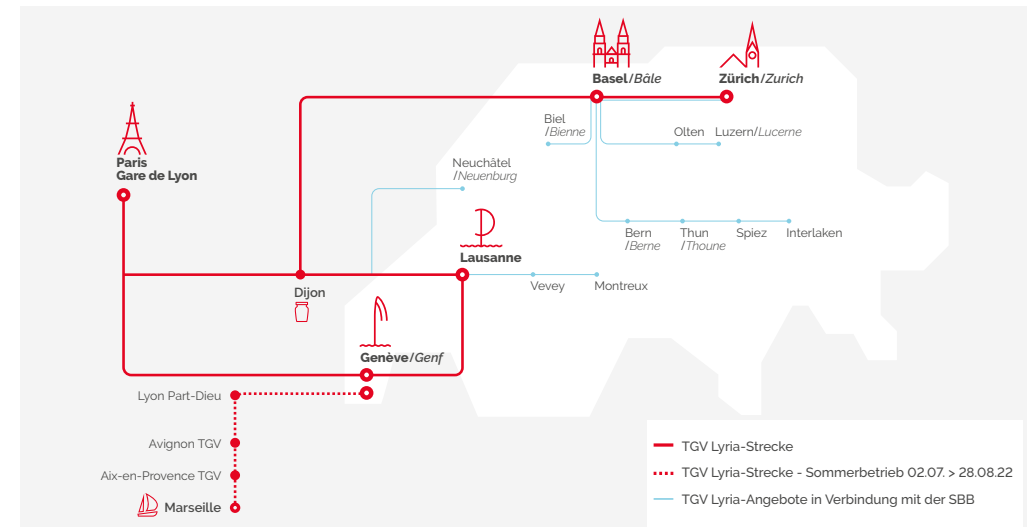 Basel/Bâle
Zürich/Zurich
Biel
/Bienne
Olten
Luzern/Lucerne
Paris
Gare de Lyon
Neuchâtel
/Neuenburg
Bern
/Berne
Thun
/Thoune
Spiez
Interlaken
Lausanne
Dijon
Vevey
Montreux
Genève/Genf
Lyon Part-Dieu
Avignon TGV
Aix-en-Provence TGV
Marseille
TGV Lyria-Strecke
TGV Lyria-Strecke - Sommerbetrieb 02.07. > 28.08.22
TGV Lyria-Angebote in Verbindung mit der SBB